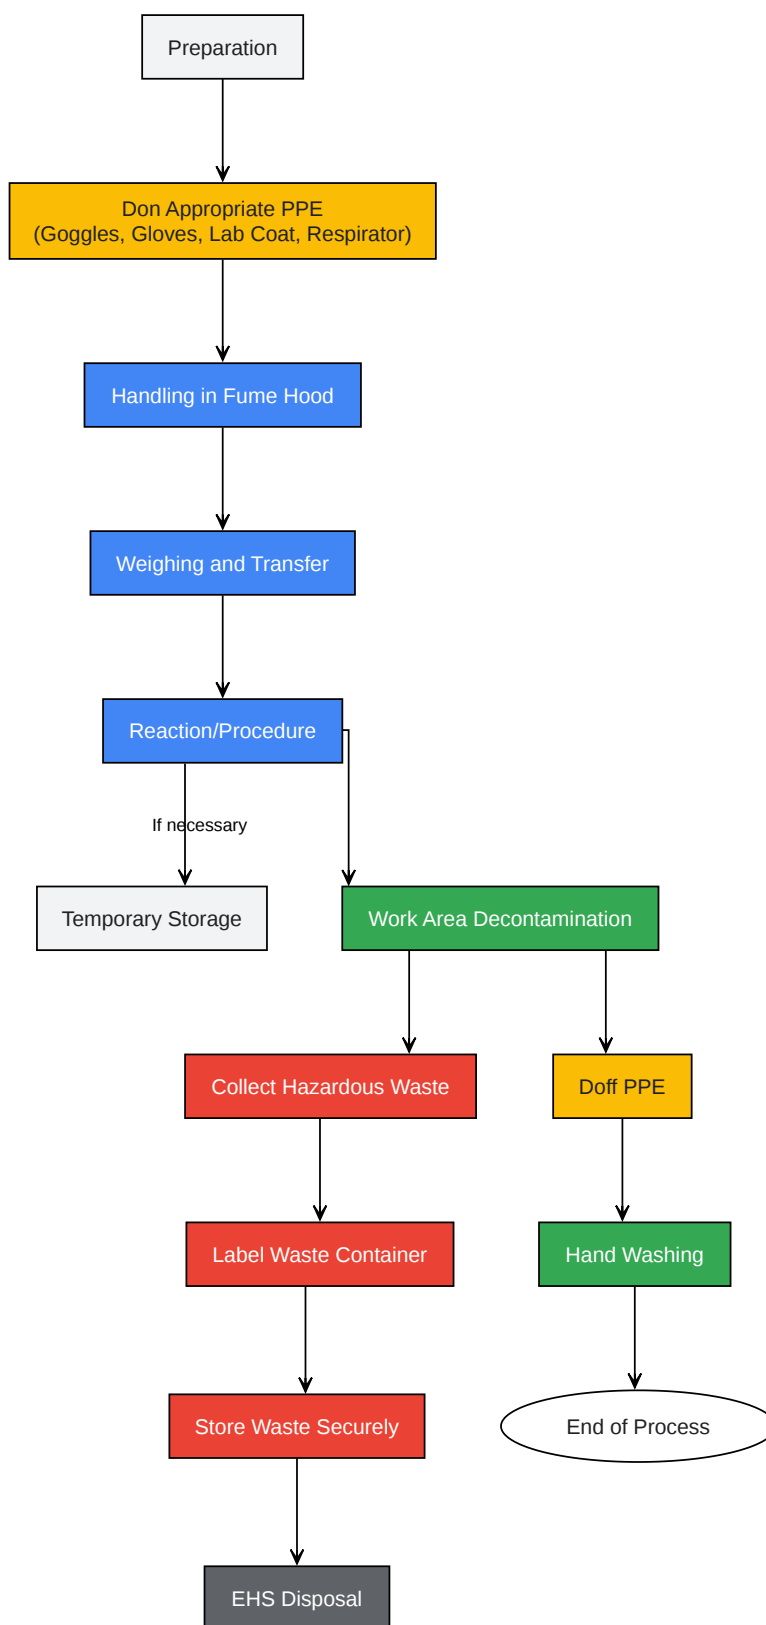 Preparation
Don Appropriate PPE
(Goggles, Gloves, Lab Coat, Respirator)
Handling in Fume Hood
Weighing and Transfer
Reaction/Procedure
If necessary
Temporary Storage
Work Area Decontamination
Collect Hazardous Waste
Doff PPE
Label Waste Container
Hand Washing
Store Waste Securely
End of Process
EHS Disposal